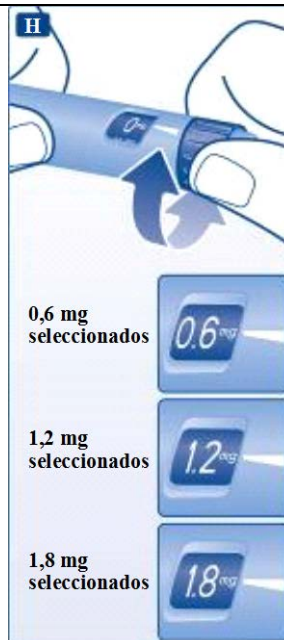 H
0mg
0,6 mg
seleccionados
0.6mg
1,2 mg
seleccionados
1.2mg
1,8 mg
seleccionados
1.8mg